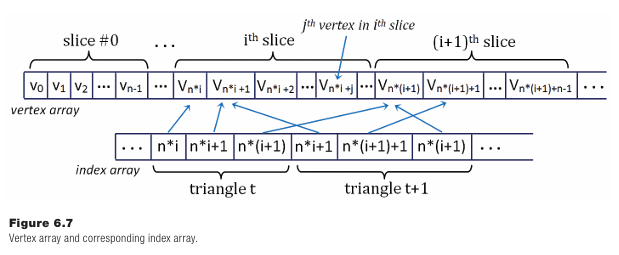 jth vertex in ith slice
slice #0 ... ith slice (i+1)th slice
v0 v1 v2 ... vn-1 ... Vn*i Vn*i+1 Vn*i+2 ... Vn*i+j ... Vn*(i+1) Vn*(i+1)+1 ... Vn*(i+1)+n-1 ...
vertex array
... n*i n*i+1 n*(i+1) n*i+1 n*(i+1)+1 n*(i+1) ...
index array
triangle t triangle t+1
Figure 6.7
Vertex array and corresponding index array.